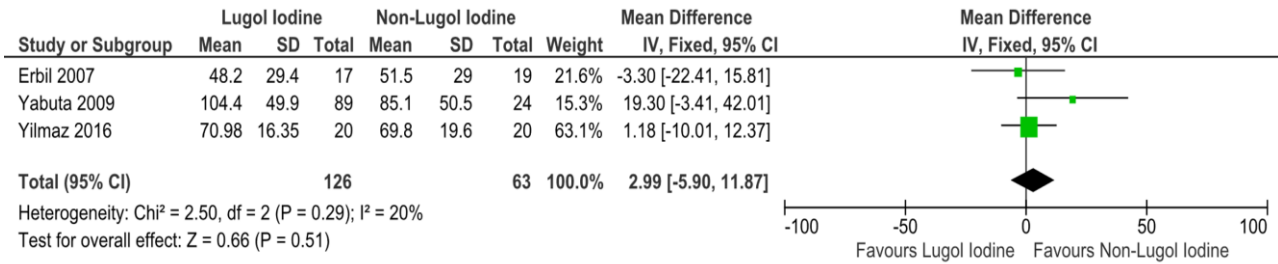 Lugol Iodine Non-Lugol Iodine Mean Difference Mean Difference
Study or Subgroup Mean SD Total Mean SD Total Weight IV, Fixed, 95% CI IV, Fixed, 95% CI
Erbil 2007 48.2 29.4 17 51.5 29 19 21.6% -3.30 [-22.41, 15.81]
Yabuta 2009 104.4 49.9 89 85.1 50.5 24 15.3% 19.30 [-3.41, 42.01]
Yilmaz 2016 70.98 16.35 20 69.8 19.6 20 63.1% 1.18 [-10.01, 12.37]
Total (95% CI) 126 63 100.0% 2.99 [-5.90, 11.87]
Heterogeneity: Chi² = 2.50, df = 2 (P = 0.29); I² = 20%
Test for overall effect: Z = 0.66 (P = 0.51)
-100 -50 0 50 100
Favours Lugol Iodine Favours Non-Lugol Iodine